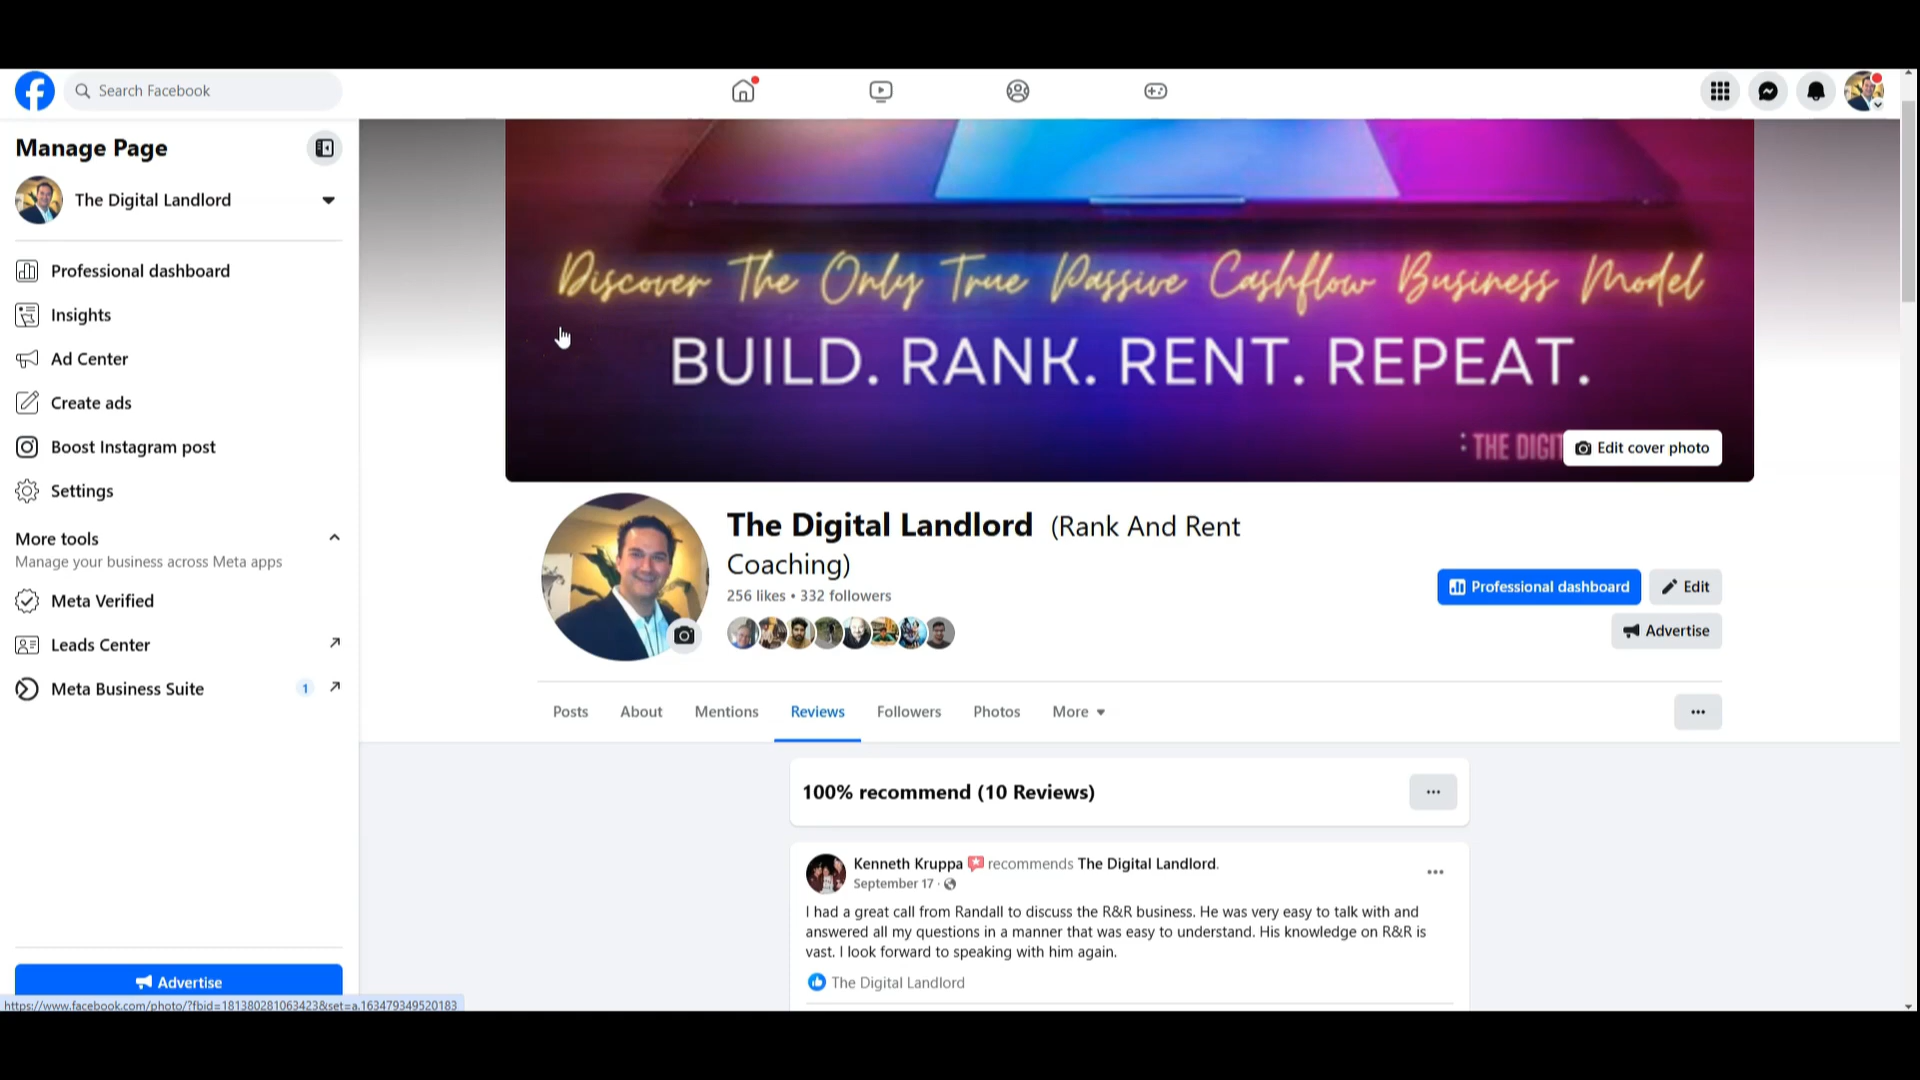 Search Facebook
Manage Page
The Digital Landlord
Professional dashboard
Insights
Ad Center
Create ads
Boost Instagram post
Settings
More tools
Manage your business across Meta apps
Meta Verified
Leads Center
Meta Business Suite
1
Advertise
https://www.facebook.com/photo/?fbid=181380281063423&set=a.163479349520183
Discover The Only True Passive Cashflow Business Model
BUILD. RANK. RENT. REPEAT.
: THE DIGIT
Edit cover photo
The Digital Landlord (Rank And Rent
Coaching)
256 likes • 332 followers
Professional dashboard
Edit
Advertise
Posts About Mentions Reviews Followers Photos More
100% recommend (10 Reviews)
Kenneth Kruppa recommends The Digital Landlord.
September 17 ·
I had a great call from Randall to discuss the R&R business. He was very easy to talk with and
answered all my questions in a manner that was easy to understand. His knowledge on R&R is
vast. I look forward to speaking with him again.
The Digital Landlord